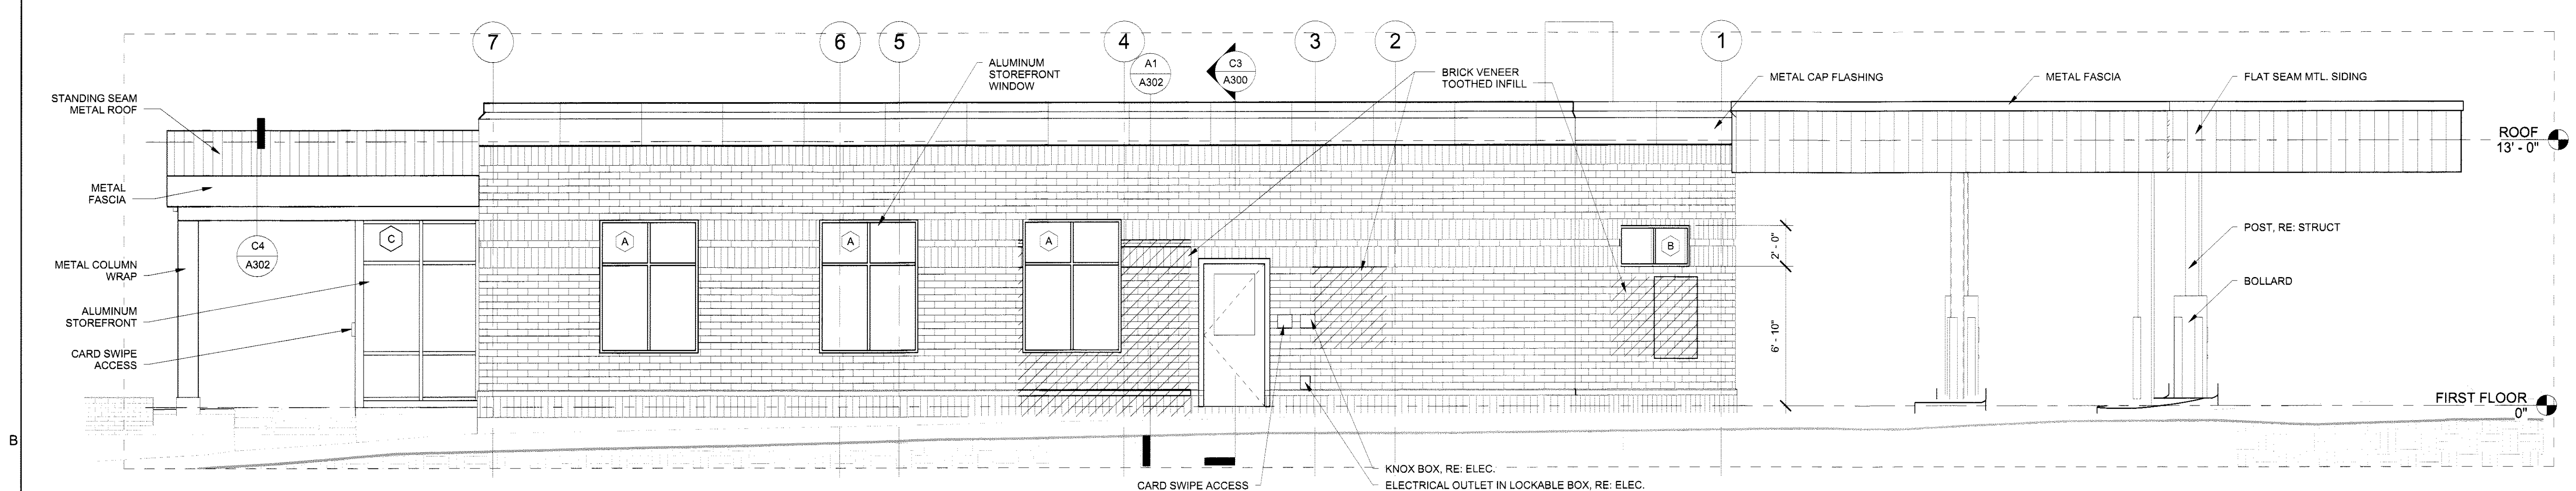 7
6
5
4
3
2
1
A1
A302
C3
A300
ALUMINUM
STOREFRONT
WINDOW
BRICK VENEER
TOOTHED INFILL
METAL CAP FLASHING
METAL FASCIA
FLAT SEAM MTL. SIDING
STANDING SEAM
METAL ROOF
ROOF
13' - 0"
METAL
FASCIA
C4
A302
C
A
A
A
B
2' - 0"
POST, RE: STRUCT
METAL COLUMN
WRAP
BOLLARD
ALUMINUM
STOREFRONT
6' - 10"
CARD SWIPE
ACCESS
FIRST FLOOR
0"
B
KNOX BOX, RE: ELEC.
CARD SWIPE ACCESS
ELECTRICAL OUTLET IN LOCKABLE BOX, RE: ELEC.